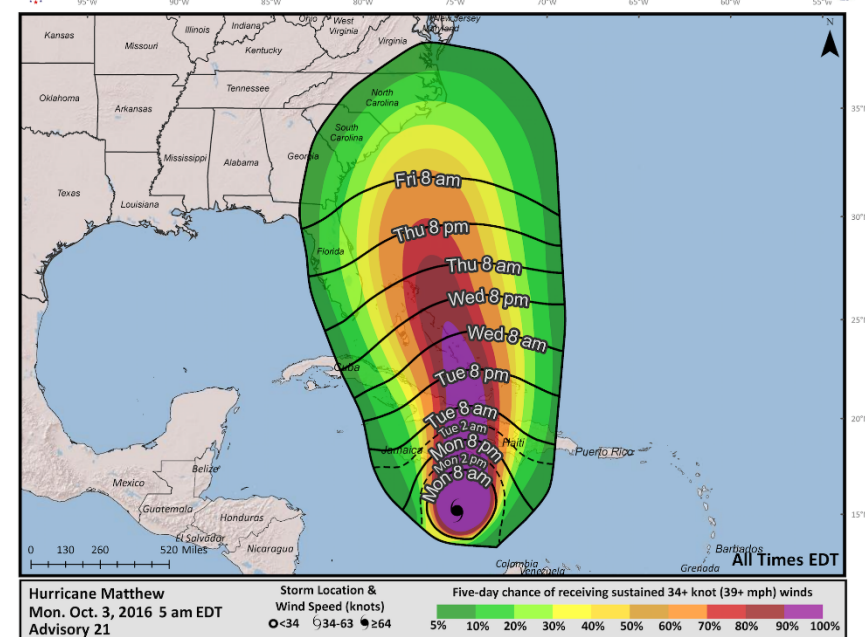 95°W 90°W 85°W 80°W 75°W 70°W 65°W 60°W 55°W
Kansas
Missouri
Illinois
Indiana
Ohio
West
Virginia
New Jersey
Maryland
Kentucky
Virginia
N
Oklahoma
Arkansas
Tennessee
North
Carolina
35°
South
Carolina
Mississippi
Alabama
Georgia
Texas
Louisiana
Fri 8 am
30°
Thu 8 pm
Florida
Thu 8 am
Wed 8 pm
25°
Wed 8 am
Cuba
Tue 8 pm
20°
Tue 8 am
Tue 2 am
Jamaica
Mon 8 pm
Haiti
Puerto Rico
Mon 2 pm
Mon 8 am
Mexico
Belize
Guatemala
Honduras
15°
El Salvador
Nicaragua
0 130 260 520 Miles
Colombia
Venezuela
Barbados
Grenada
All Times EDT
Hurricane Matthew
Mon. Oct. 3, 2016 5 am EDT
Advisory 21
Storm Location &
Wind Speed (knots)
<34 34-63 ≥64
Five-day chance of receiving sustained 34+ knot (39+ mph) winds
5% 10% 20% 30% 40% 50% 60% 70% 80% 90% 100%